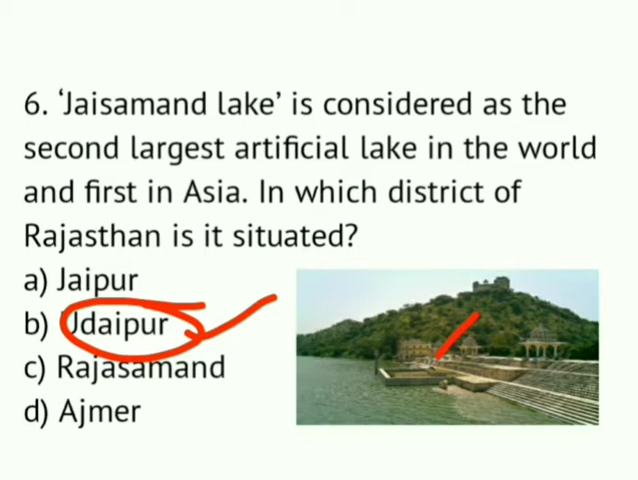 6. ‘Jaisamand lake’ is considered as the
second largest artificial lake in the world
and first in Asia. In which district of
Rajasthan is it situated?
a) Jaipur
b) Udaipur
c) Rajasamand
d) Ajmer